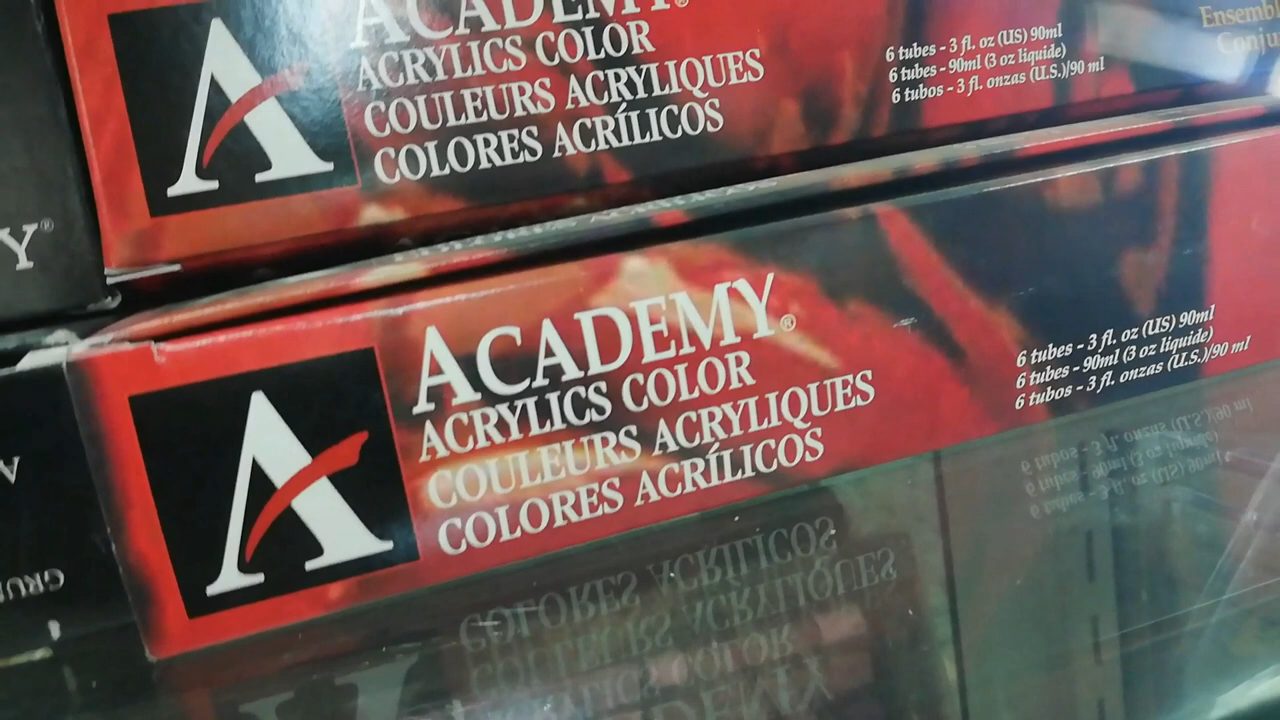 ACADEMY®
ACRYLICS COLOR
COULEURS ACRYLIQUES
COLORES ACRÍLICOS
6 tubes - 3 fl. oz (US) 90ml
6 tubes - 90ml (3 oz liquide)
6 tubos - 3 fl. onzas (U.S.)/90 ml
Y®
A
ACADEMY®
ACRYLICS COLOR
COULEURS ACRYLIQUES
COLORES ACRÍLICOS
6 tubes - 3 fl. oz (US) 90ml
6 tubes - 90ml (3 oz liquide)
6 tubos - 3 fl. onzas (U.S.)/90 ml
A